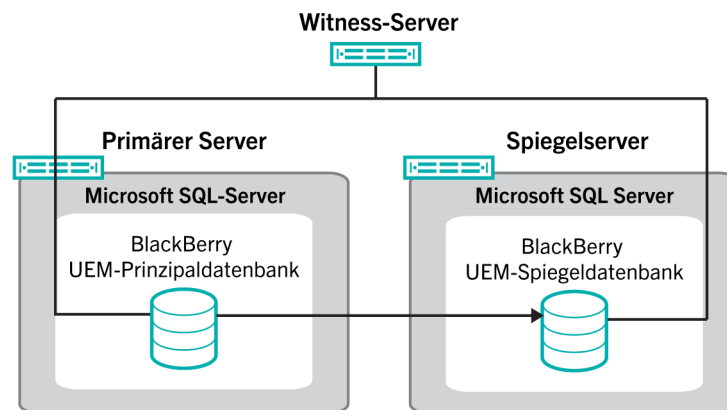 Witness-Server
Primärer Server
Spiegelserver
Microsoft SQL-Server
Microsoft SQL Server
BlackBerry
UEM-Prinzipaldatenbank
BlackBerry
UEM-Spiegeldatenbank